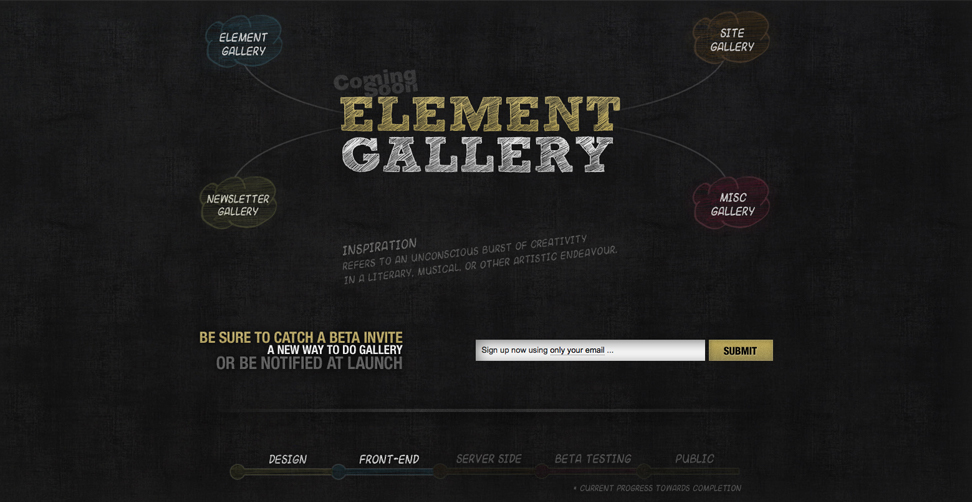 ELEMENT
GALLERY
SITE
GALLERY
Coming
Soon
ELEMENT
GALLERY
NEWSLETTER
GALLERY
MISC
GALLERY
INSPIRATION
REFERS TO AN UNCONSCIOUS BURST OF CREATIVITY
IN A LITERARY, MUSICAL, OR OTHER ARTISTIC ENDEAVOUR.
BE SURE TO CATCH A BETA INVITE
A NEW WAY TO DO GALLERY
OR BE NOTIFIED AT LAUNCH
Sign up now using only your email ...
SUBMIT
DESIGN
FRONT-END
SERVER SIDE
BETA TESTING
PUBLIC
* CURRENT PROGRESS TOWARDS COMPLETION